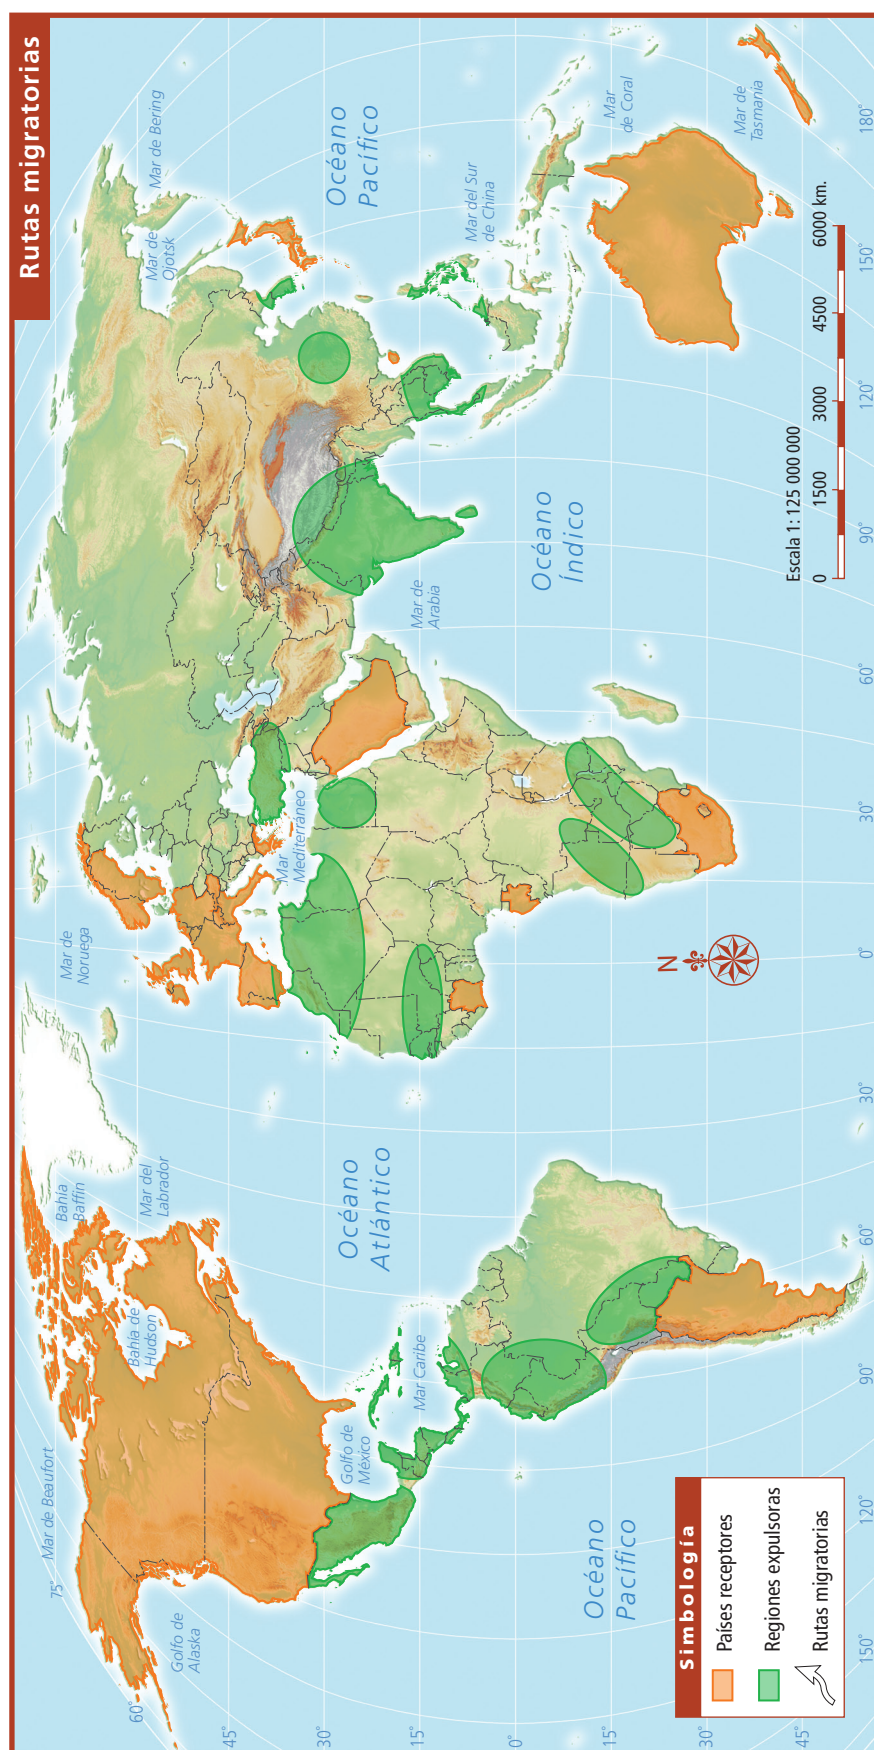 Rutas migratorias
Mar de Beaufort
Bahía
Baffin
Mar del
Labrador
Bahía de
Hudson
Golfo de
Alaska
Golfo de
México
Mar Caribe
Océano
Atlántico
Océano
Pacífico
Mar de
Noruega
Mar
Mediterráneo
Mar de
Arabia
Océano
Índico
Mar de
Ojotsk
Mar de Bering
Océano
Pacífico
Mar del Sur
de China
Mar
de Coral
Mar de
Tasmania
75°
60°
45°
30°
15°
0°
15°
30°
45°
150°
120°
90°
60°
30°
0°
30°
60°
90°
120°
150°
180°
N
Escala 1: 125 000 000
0 1500 3000 4500 6000 km.
Simbología
Países receptores
Regiones expulsoras
Rutas migratorias